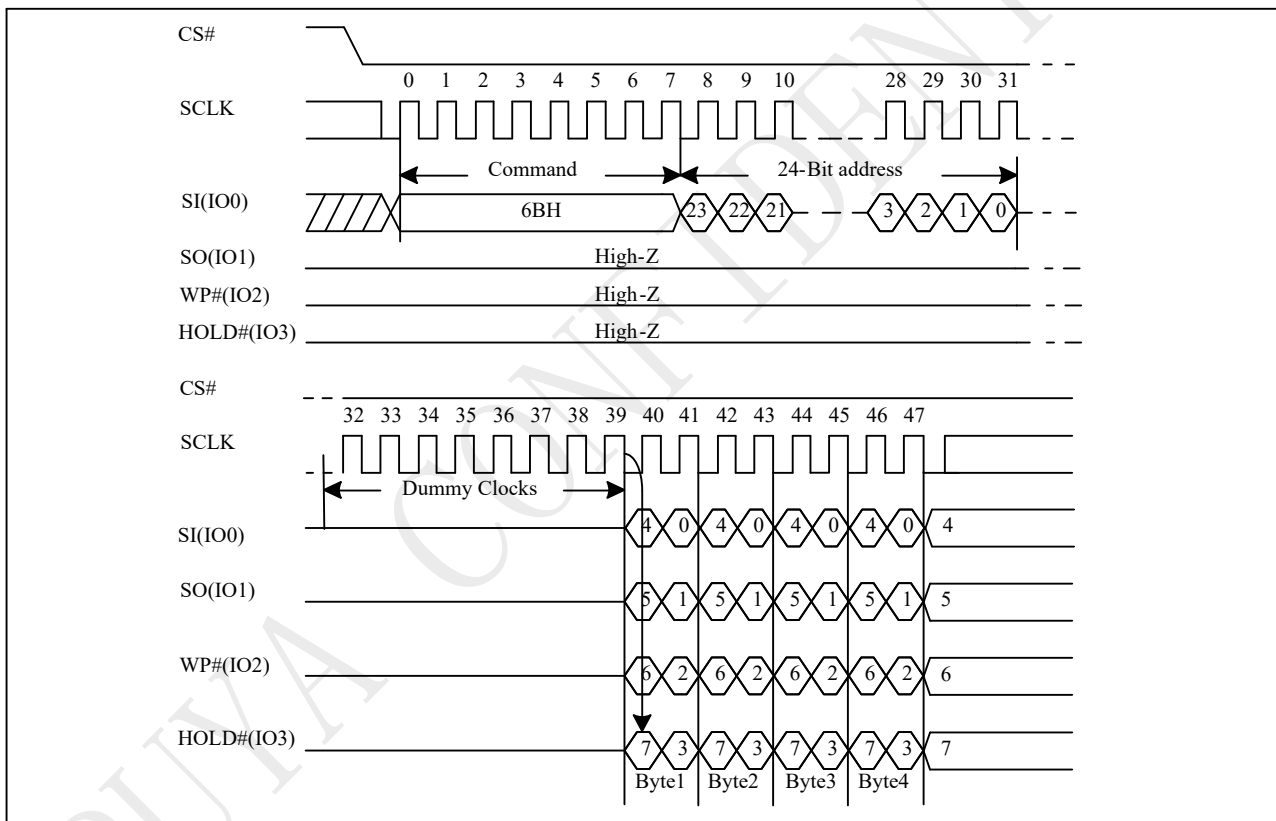 CS#
0 1 2 3 4 5 6 7 8 9 10 28 29 30 31
SCLK
Command 24-Bit address
SI(IO0) 6BH 23 22 21 3 2 1 0
SO(IO1) High-Z
WP#(IO2) High-Z
HOLD#(IO3) High-Z
CS#
32 33 34 35 36 37 38 39 40 41 42 43 44 45 46 47
SCLK
Dummy Clocks
SI(IO0) 4 0 4 0 4 0 4 0 4
SO(IO1) 5 1 5 1 5 1 5 1 5
WP#(IO2) 6 2 6 2 6 2 6 2 6
HOLD#(IO3) 7 3 7 3 7 3 7 3 7
Byte1 Byte2 Byte3 Byte4
PUYA CONFIDENT